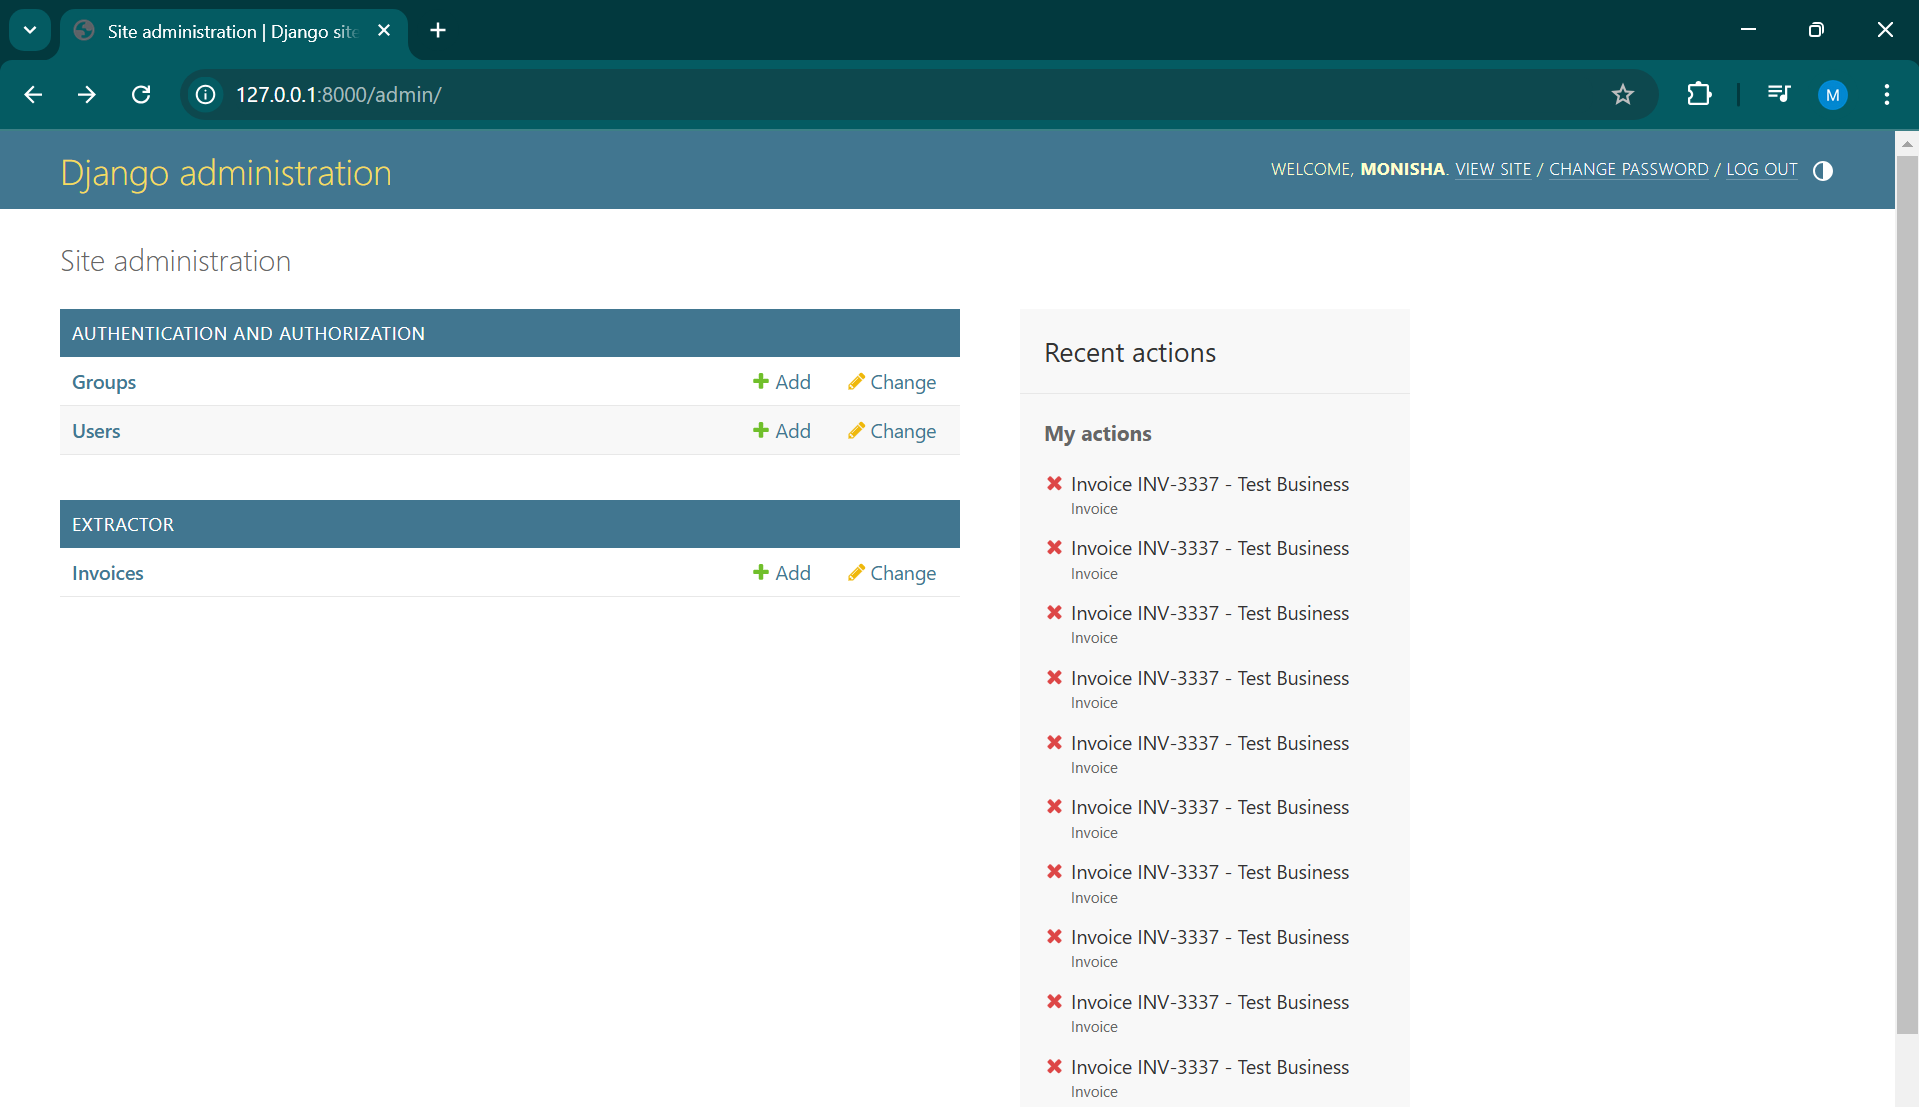 Site administration | Django site
127.0.0.1:8000/admin/
M
Django administration
WELCOME, MONISHA. VIEW SITE / CHANGE PASSWORD / LOG OUT
Site administration
AUTHENTICATION AND AUTHORIZATION
Groups Add Change
Users Add Change
EXTRACTOR
Invoices Add Change
Recent actions
My actions
Invoice INV-3337 - Test Business
Invoice
Invoice INV-3337 - Test Business
Invoice
Invoice INV-3337 - Test Business
Invoice
Invoice INV-3337 - Test Business
Invoice
Invoice INV-3337 - Test Business
Invoice
Invoice INV-3337 - Test Business
Invoice
Invoice INV-3337 - Test Business
Invoice
Invoice INV-3337 - Test Business
Invoice
Invoice INV-3337 - Test Business
Invoice
Invoice INV-3337 - Test Business
Invoice